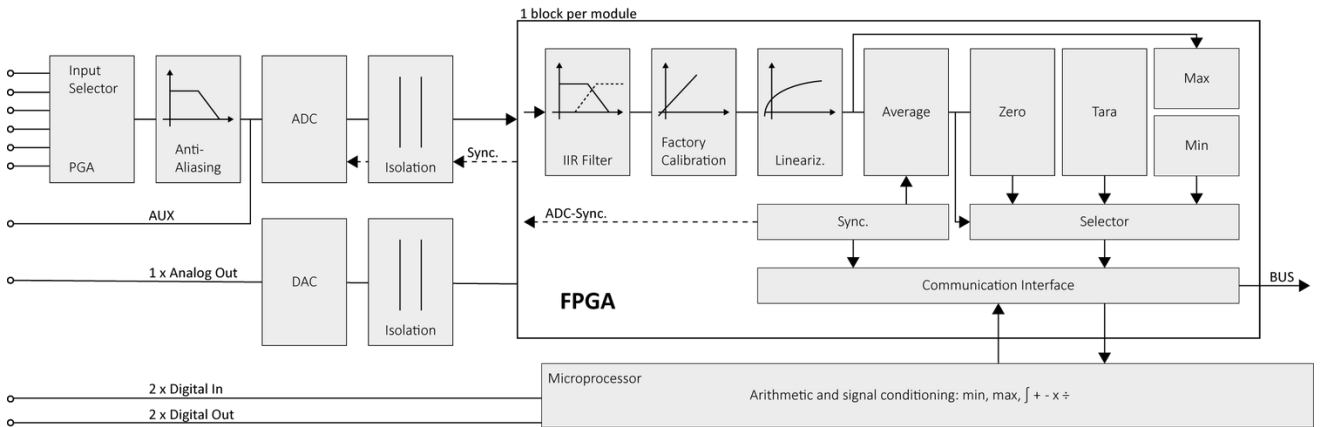 1 block per module
Input
Selector
PGA
Anti-
Aliasing
ADC
Isolation
Sync.
IIR Filter
Factory
Calibration
Lineariz.
Average
Zero
Tara
Max
Min
AUX
ADC-Sync.
Sync.
Selector
1 x Analog Out
DAC
Isolation
FPGA
Communication Interface
BUS
2 x Digital In
2 x Digital Out
Microprocessor
Arithmetic and signal conditioning: min, max, ∫ + - x ÷